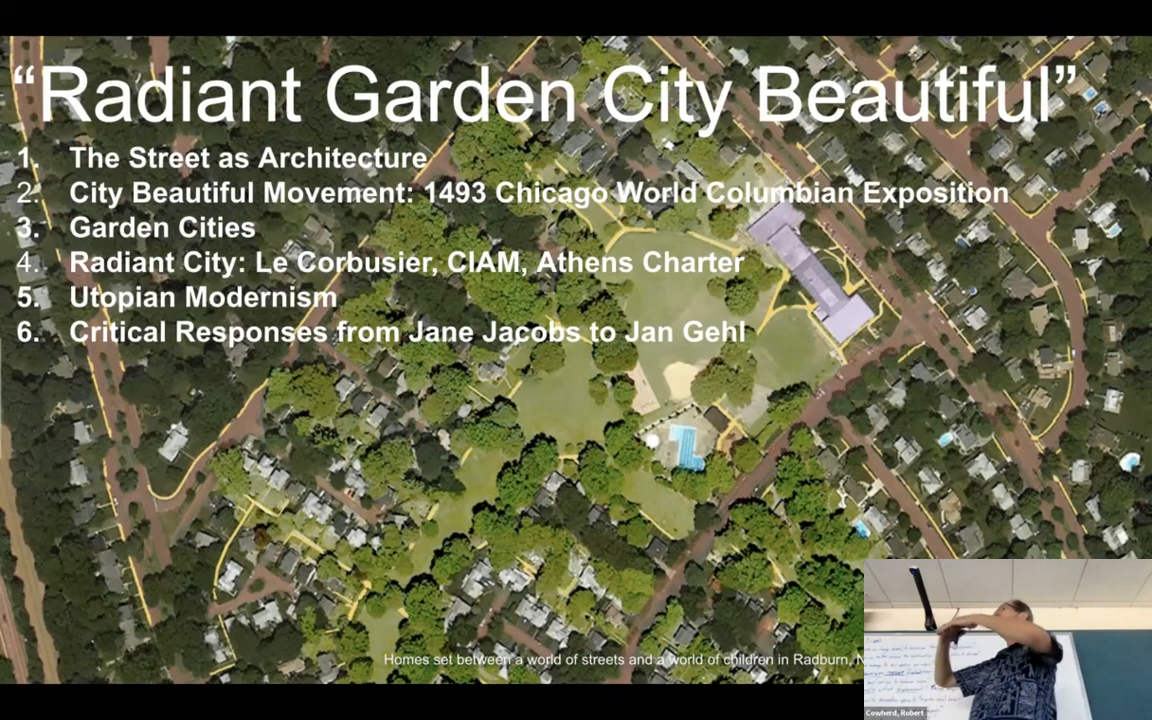 “Radiant Garden City Beautiful”
1. The Street as Architecture
2. City Beautiful Movement: 1493 Chicago World Columbian Exposition
3. Garden Cities
4. Radiant City: Le Corbusier, CIAM, Athens Charter
5. Utopian Modernism
6. Critical Responses from Jane Jacobs to Jan Gehl
Homes set between a world of streets and a world of children in Radburn, N
Cowherd, Robert